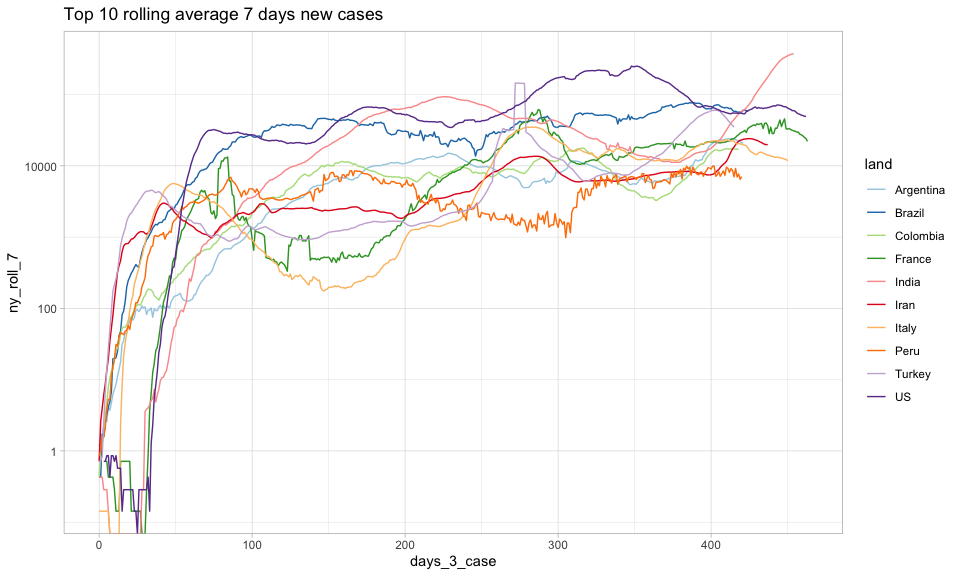 Top 10 rolling average 7 days new cases
ny_roll_7
10000
100
1
0 100 200 300 400
days_3_case
land
Argentina
Brazil
Colombia
France
India
Iran
Italy
Peru
Turkey
US